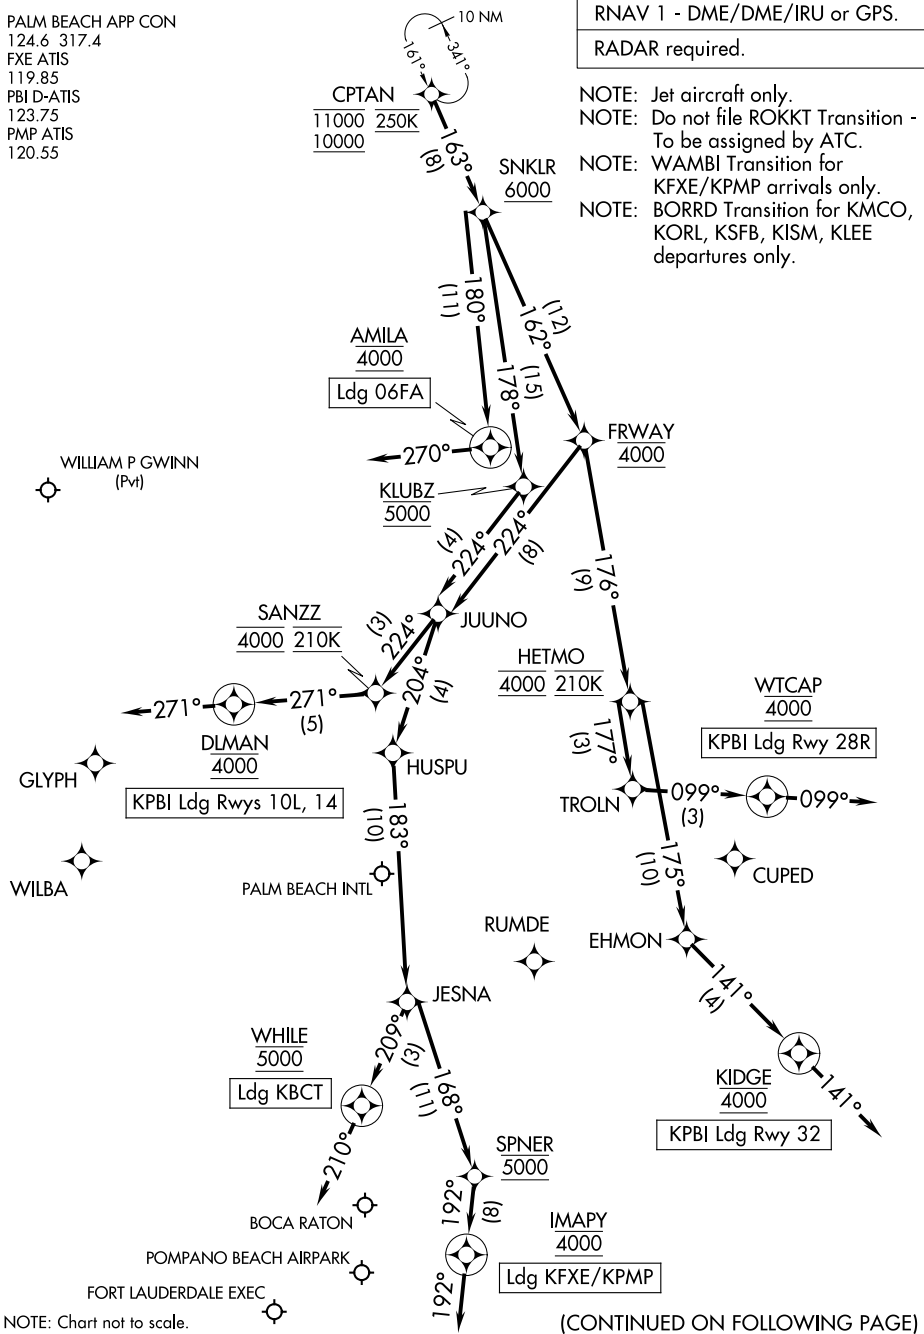 PALM BEACH APP CON
124.6 317.4
FXE ATIS
119.85
PBI D-ATIS
123.75
PMP ATIS
120.55
RNAV 1 - DME/DME/IRU or GPS.
RADAR required.
NOTE: Jet aircraft only.
NOTE: Do not file ROKKT Transition -
To be assigned by ATC.
NOTE: WAMBI Transition for
KFXE/KPMP arrivals only.
NOTE: BORRD Transition for KMCO,
KORL, KSFB, KISM, KLEE
departures only.
10 NM
161°
341°
CPTAN
11000 250K
10000
163°
(8)
SNKLR
6000
180°
(11)
178°
(15)
(12)
162°
AMILA
4000
Ldg 06FA
270°
FRWAY
4000
WILLIAM P GWINN
(Pvt)
KLUBZ
5000
(4)
224°
224°
(8)
176°
(9)
JUUNO
SANZZ
4000 210K
(3)
224°
204°
(4)
HETMO
4000 210K
WTCAP
4000
KPBI Ldg Rwy 28R
271°
271°
(5)
DLMAN
4000
KPBI Ldg Rwys 10L, 14
GLYPH
HUSPU
177°
(3)
TROLN
099°
(3)
099°
183°
(10)
WILBA
PALM BEACH INTL
175°
(10)
CUPED
RUMDE
EHMON
JESNA
141°
(4)
WHILE
5000
Ldg KBCT
209°
(3)
168°
(11)
KIDGE
4000
KPBI Ldg Rwy 32
141°
210°
SPNER
5000
192°
(8)
BOCA RATON
IMAPY
4000
Ldg KFXE/KPMP
POMPANO BEACH AIRPARK
FORT LAUDERDALE EXEC
192°
NOTE: Chart not to scale.
(CONTINUED ON FOLLOWING PAGE)